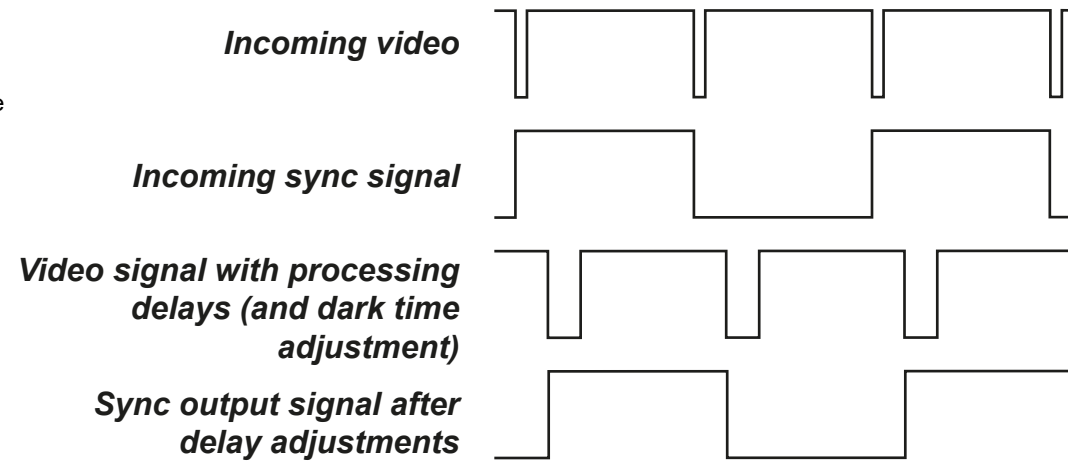 Incoming video
e
Incoming sync signal
Video signal with processing
delays (and dark time
adjustment)
Sync output signal after
delay adjustments